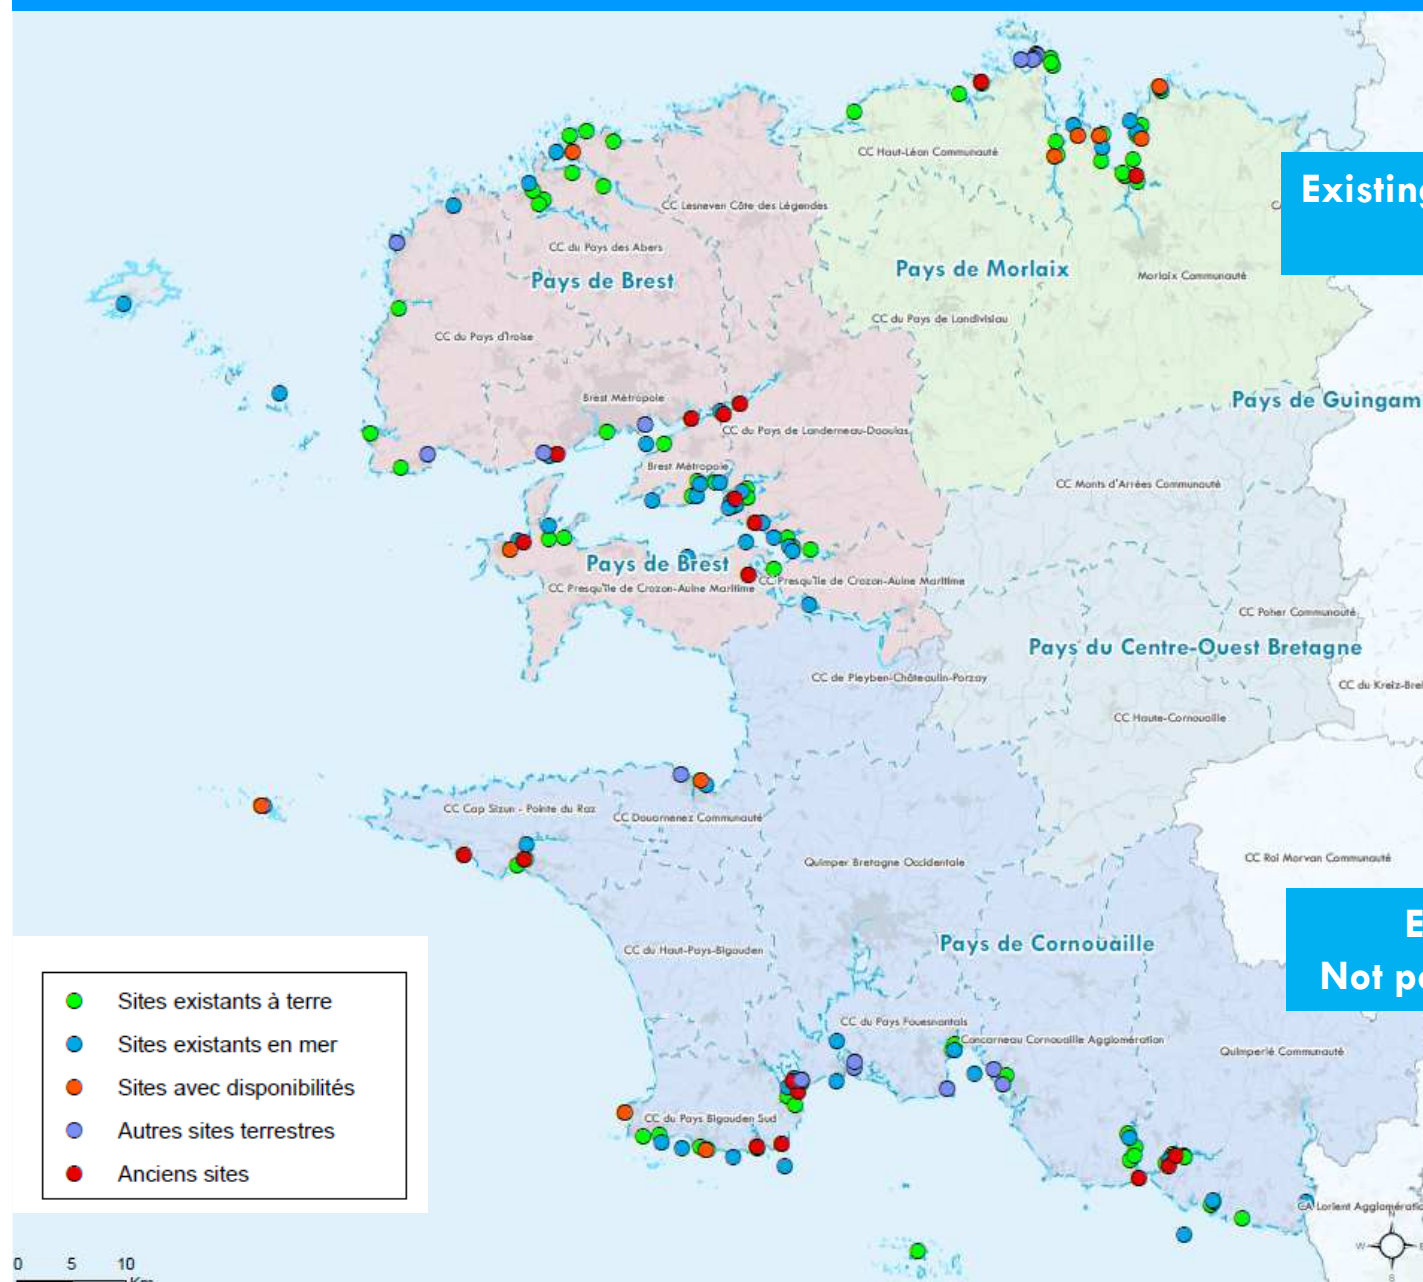 CC Haut-Léon Communauté
Existing
CC Lesneven Côte des Légendes
CC du Pays des Abers
Pays de Brest
Pays de Morlaix
Morlaix Communauté
CC du Pays de Landivisiau
CC du Pays d'Iroise
Brest Métropole
Pays de Guingam
CC du Pays de Landerneau-Daoulas
Brest Métropole
CC Monts d'Arrées Communauté
Pays de Brest
CC Presqu'île de Crozon-Aulne Maritime
CC Presqu'île de Crozon-Aulne Maritime
CC Poher Communauté
Pays du Centre-Ouest Bretagne
CC de Pleyben-Châteaulin-Porzay
CC du Kreiz-Brei
CC Haute-Cornouaille
CC Cap Sizun - Pointe du Raz
CC Douarnenez Communauté
Quimper Bretagne Occidentale
CC Roi Morvan Communauté
E
Not p
Pays de Cornouaille
CC du Haut-Pays-Bigouden
Sites existants à terre
Sites existants en mer
Sites avec disponibilités
Autres sites terrestres
Anciens sites
CC du Pays Fouesnantais
Concarneau Cornouaille Agglomération
Quimperlé Communauté
CC du Pays Bigouden Sud
CA Lorient Agglomératio
N
W
E
S
0 5 10
Km